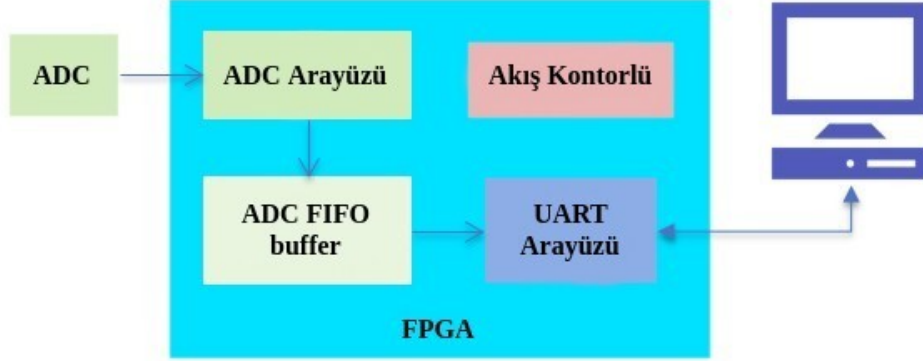 ADC
ADC Arayüzü
Akış Kontorlü
ADC FIFO
buffer
UART
Arayüzü
FPGA